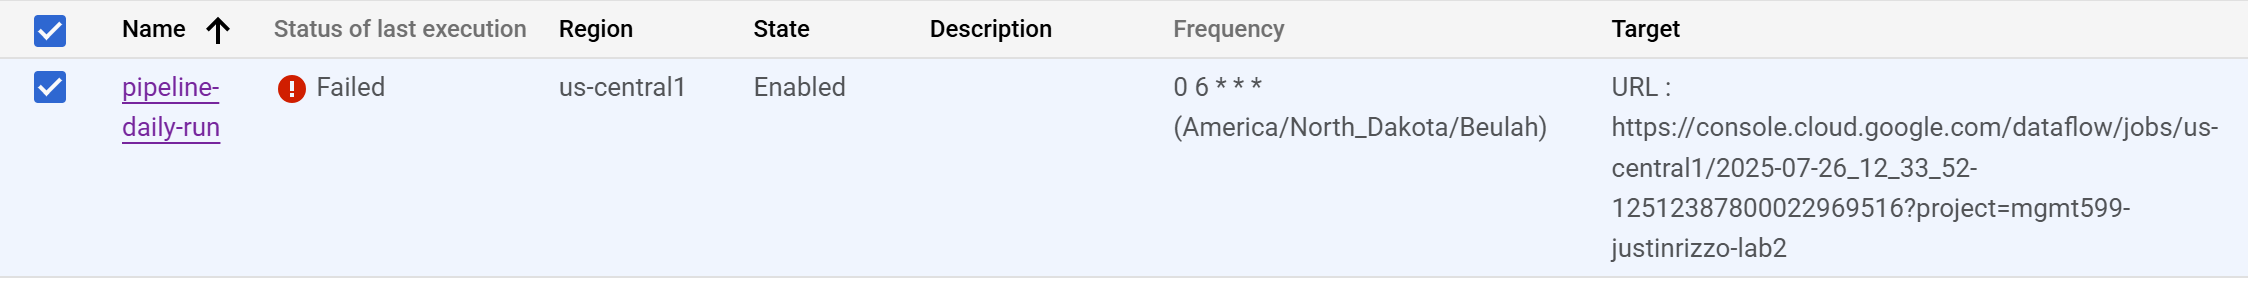 Name Status of last execution Region State Description Frequency Target
pipeline- Failed us-central1 Enabled 0 6 * * * URL :
daily-run (America/North_Dakota/Beulah) https://console.cloud.google.com/dataflow/jobs/us-
central1/2025-07-26_12_33_52-
12512387800022969516?project=mgmt599-
justinrizzo-lab2